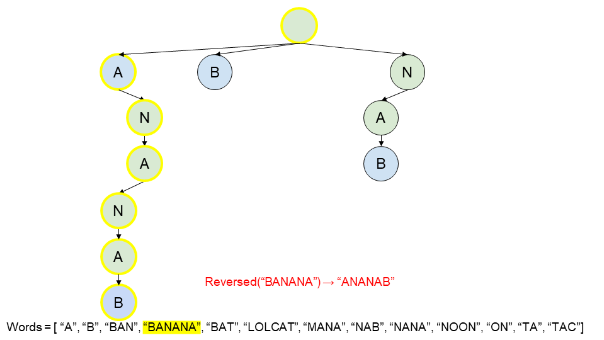 A
B
N
N
A
A
B
N
A
B
Reversed(“BANANA”) → “ANANAB”
Words = [ “A”, “B”, “BAN”, “BANANA”, “BAT”, “LOLCAT”, “MANA”, “NAB”, “NANA”, “NOON”, “ON”, “TA”, “TAC”]